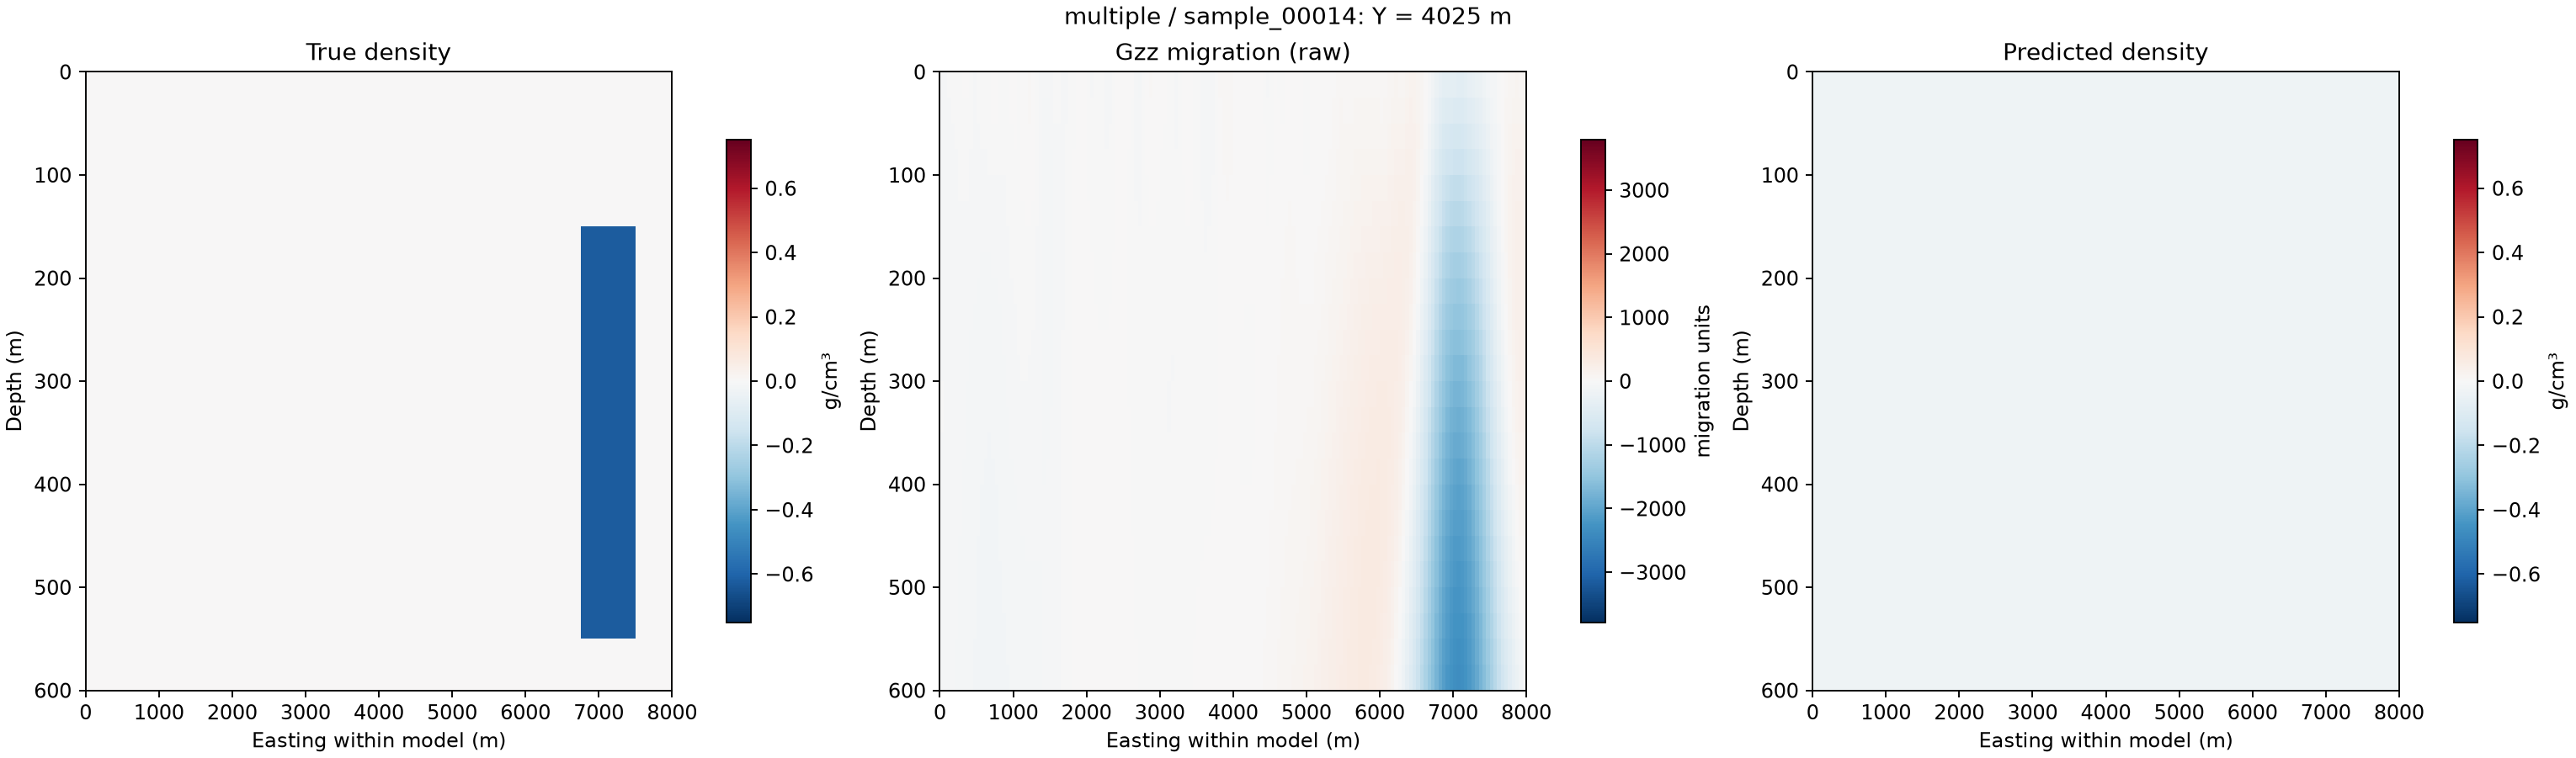 multiple / sample_00014: Y = 4025 m
True density
0
100
200
300
400
500
600
Depth (m)
0 1000 2000 3000 4000 5000 6000 7000 8000
Easting within model (m)
0.6
0.4
0.2
0.0
−0.2
−0.4
−0.6
g/cm³
Gzz migration (raw)
0
100
200
300
400
500
600
Depth (m)
0 1000 2000 3000 4000 5000 6000 7000 8000
Easting within model (m)
3000
2000
1000
0
−1000
−2000
−3000
migration units
Predicted density
0
100
200
300
400
500
600
Depth (m)
0 1000 2000 3000 4000 5000 6000 7000 8000
Easting within model (m)
0.6
0.4
0.2
0.0
−0.2
−0.4
−0.6
g/cm³